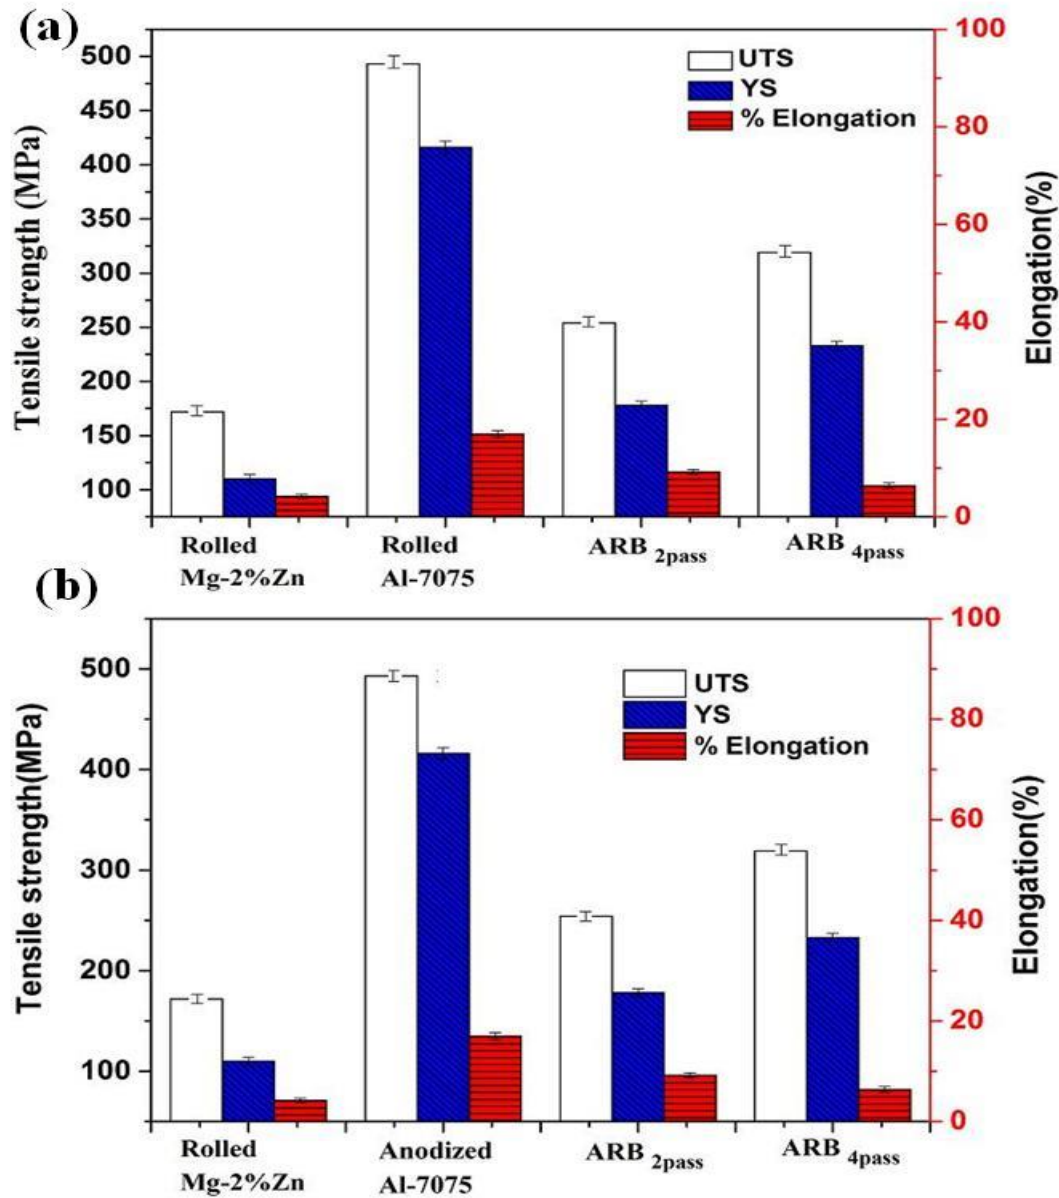 (a)
Tensile strength (MPa)
500
450
400
350
300
250
200
150
100
UTS
YS
% Elongation
100
80
60
40
20
0
Elongation(%)
Rolled
Mg-2%Zn
Rolled
Al-7075
ARB 2pass
ARB 4pass
(b)
Tensile strength(MPa)
500
400
300
200
100
UTS
YS
% Elongation
100
80
60
40
20
0
Elongation(%)
Rolled
Mg-2%Zn
Anodized
Al-7075
ARB 2pass
ARB 4pass